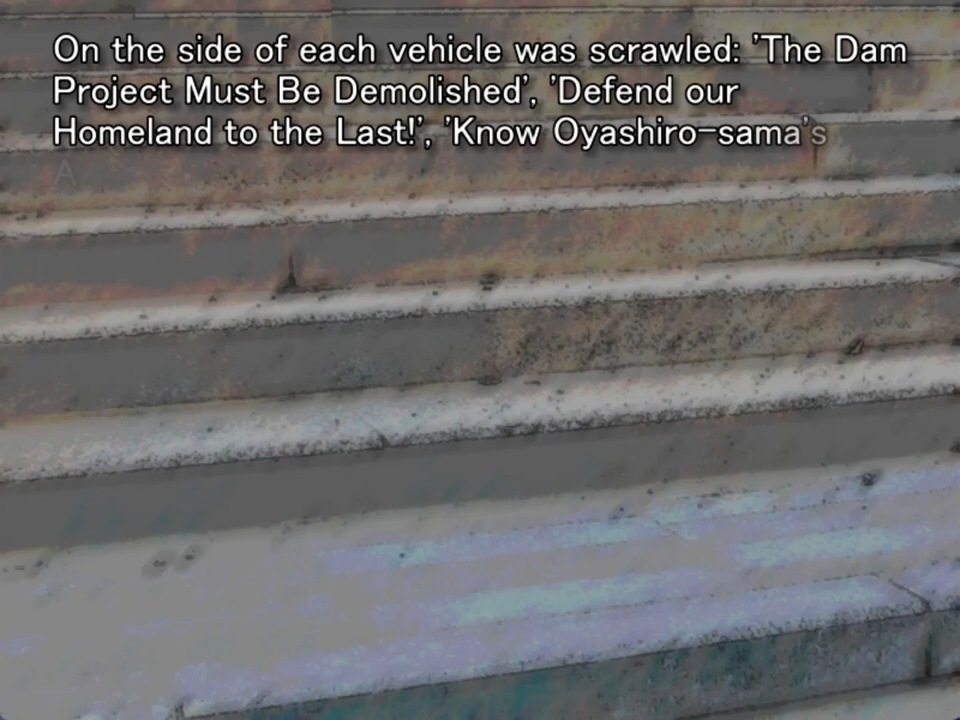 On the side of each vehicle was scrawled: 'The Dam
Project Must Be Demolished', 'Defend our
Homeland to the Last!', 'Know Oyashiro-sama's
A